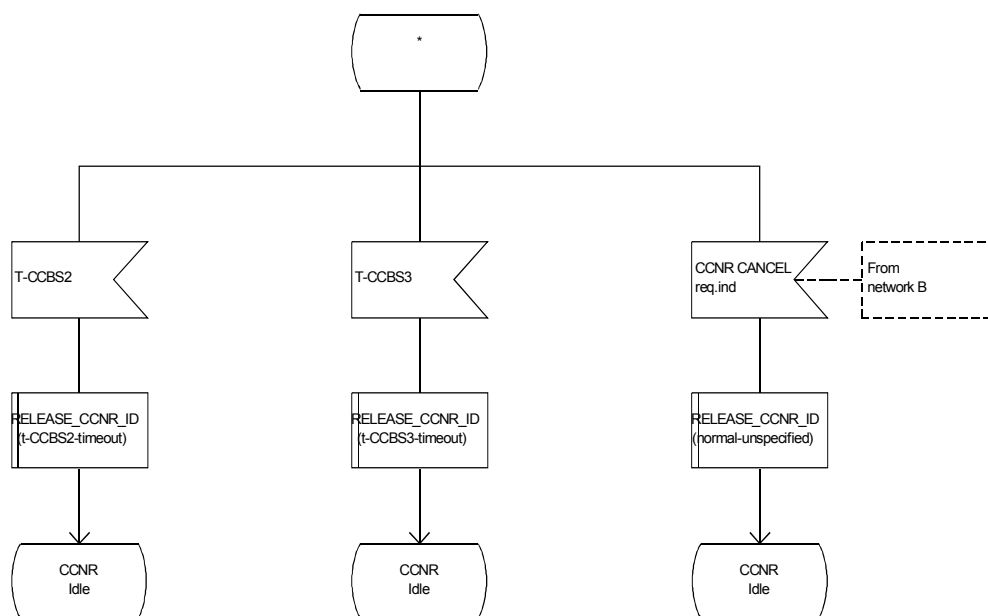 *
T-CCBS2
T-CCBS3
CCNR CANCEL
req.ind
From
network B
RELEASE_CCNR_ID
(t-CCBS2-timeout)
RELEASE_CCNR_ID
(t-CCBS3-timeout)
RELEASE_CCNR_ID
(normal-unspecified)
CCNR
Idle
CCNR
Idle
CCNR
Idle